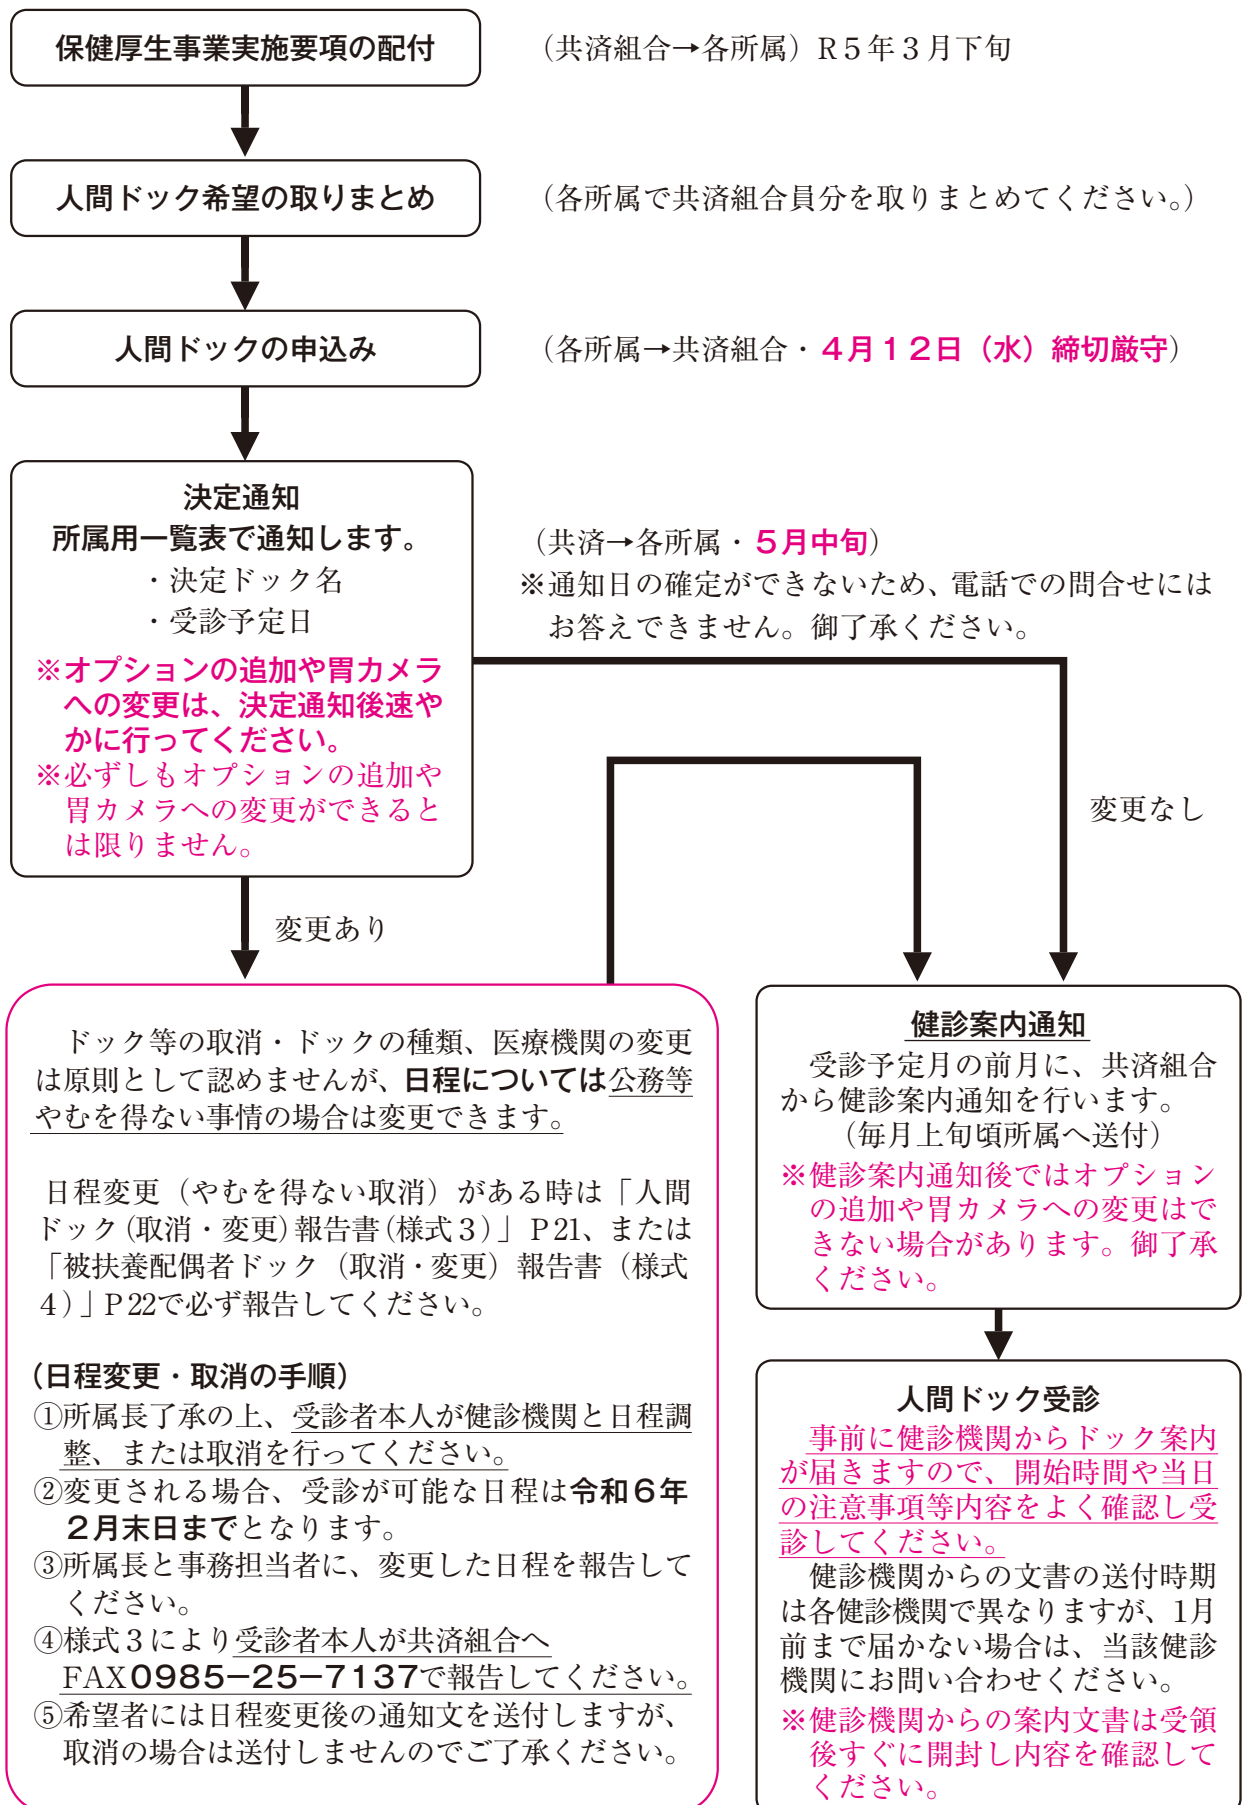 保健厚生事業実施要項の配付
（共済組合→各所属）R５年３月下旬
人間ドック希望の取りまとめ
（各所属で共済組合員分を取りまとめてください。）
人間ドックの申込み
（各所属→共済組合・４月１２日（水）締切厳守）
決定通知
所属用一覧表で通知します。
・決定ドック名
・受診予定日
※オプションの追加や胃カメラ
への変更は、決定通知後速や
かに行ってください。
※必ずしもオプションの追加や
胃カメラへの変更ができると
は限りません。
（共済→各所属・５月中旬）
※通知日の確定ができないため、電話での問合せには
お答えできません。御了承ください。
変更なし
変更あり
ドック等の取消・ドックの種類、医療機関の変更
は原則として認めませんが、日程については公務等
やむを得ない事情の場合は変更できます。
日程変更（やむを得ない取消）がある時は「人間
ドック（取消・変更）報告書（様式３）」P21、または
「被扶養配偶者ドック（取消・変更）報告書（様式
４）」P22で必ず報告してください。
（日程変更・取消の手順）
①所属長了承の上、受診者本人が健診機関と日程調
整、または取消を行ってください。
②変更される場合、受診が可能な日程は令和６年
２月末日までとなります。
③所属長と事務担当者に、変更した日程を報告して
ください。
④様式３により受診者本人が共済組合へ
FAX0985−25−7137で報告してください。
⑤希望者には日程変更後の通知文を送付しますが、
取消の場合は送付しませんのでご了承ください。
健診案内通知
受診予定月の前月に、共済組合
から健診案内通知を行います。
（毎月上旬頃所属へ送付）
※健診案内通知後ではオプション
の追加や胃カメラへの変更はで
きない場合があります。御了承
ください。
人間ドック受診
事前に健診機関からドック案内
が届きますので、開始時間や当日
の注意事項等内容をよく確認し受
診してください。
健診機関からの文書の送付時期
は各健診機関で異なりますが、1月
前まで届かない場合は、当該健診
機関にお問い合わせください。
※健診機関からの案内文書は受領
後すぐに開封し内容を確認して
ください。